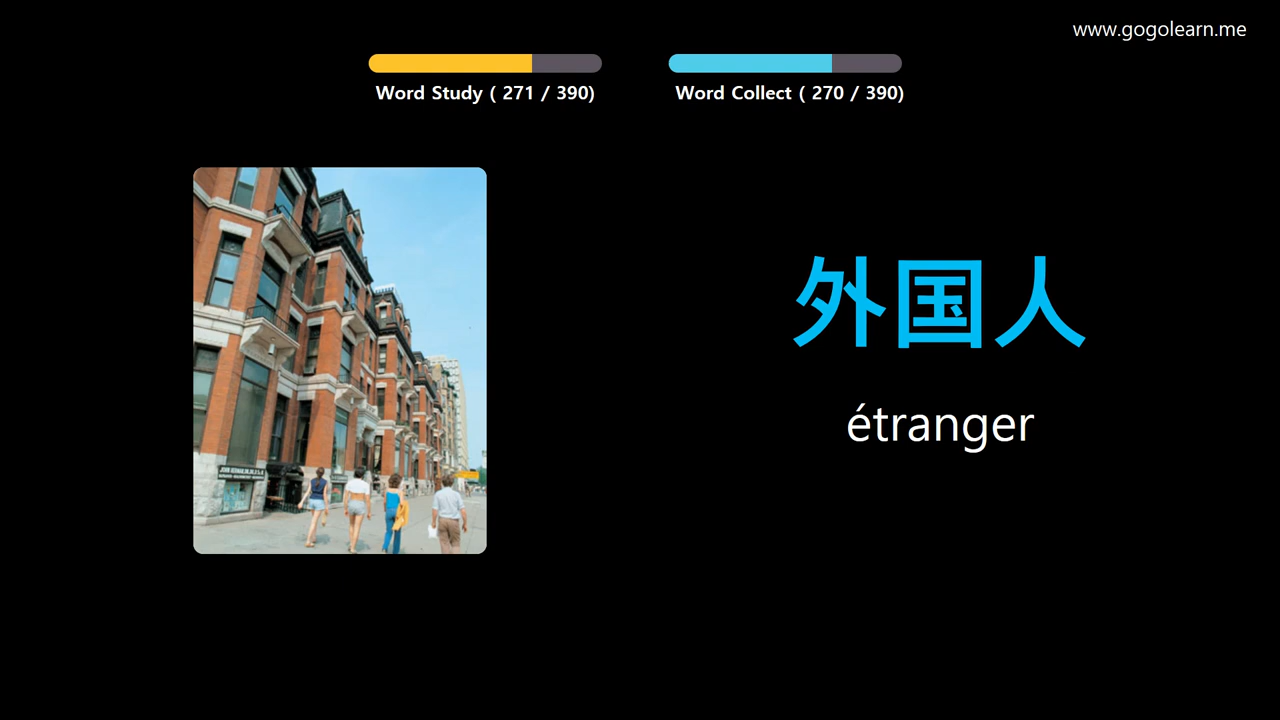 www.gogolearn.me
Word Study ( 271 / 390)
Word Collect ( 270 / 390)
外国人
étranger